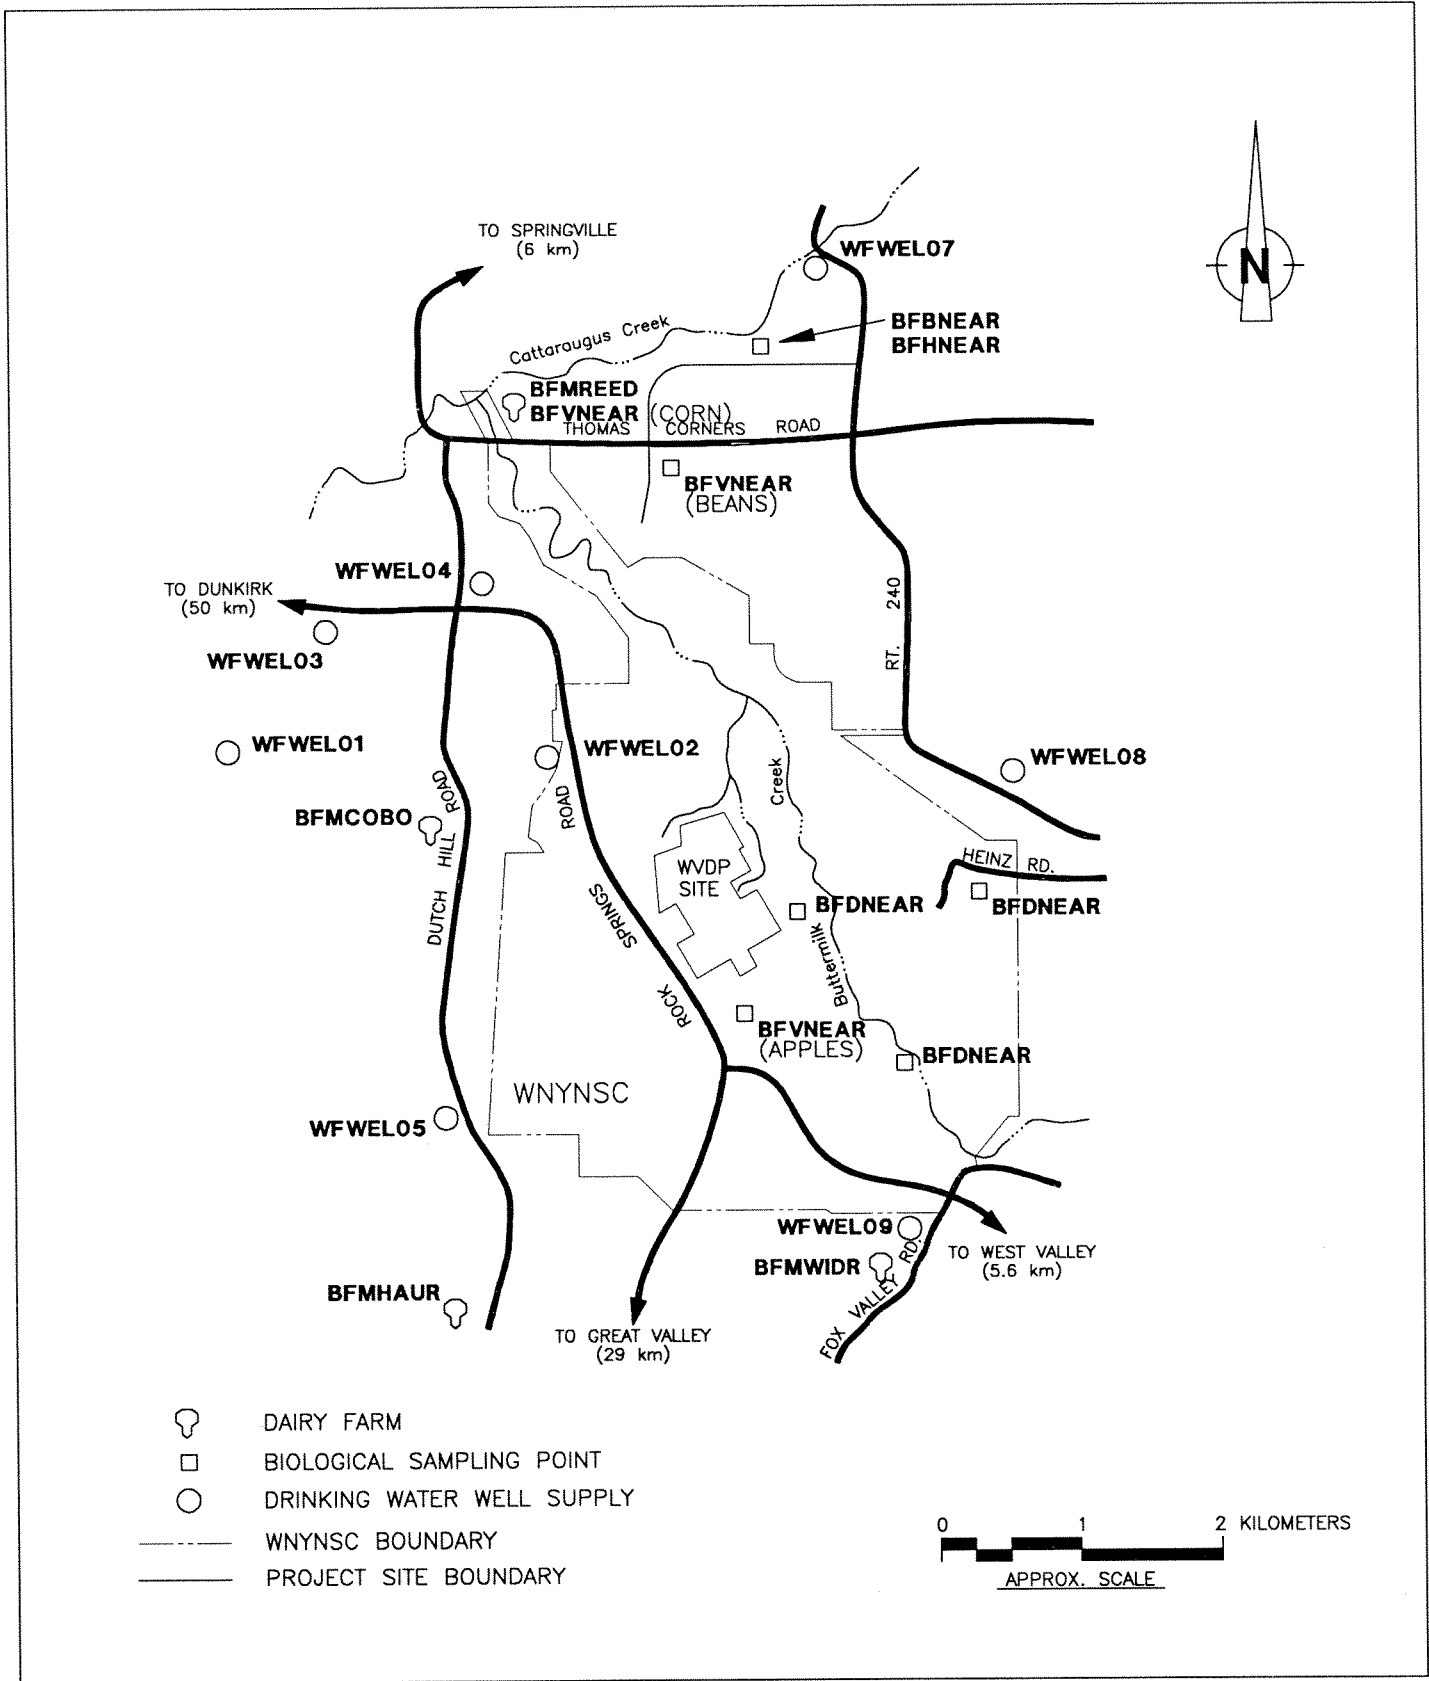 TO SPRINGVILLE
(6 km)
WFWEL07
N
BFBNEAR
BFHNEAR
Cattaraugus Creek
BFMREED
BFVNEAR (CORN)
THOMAS CORNERS ROAD
BFVNEAR
(BEANS)
WFWEL04
TO DUNKIRK
(50 km)
RT. 240
WFWEL03
WFWEL01
WFWEL02
WFWEL08
DUTCH HILL ROAD
BFMCOBO
ROCK SPRINGS ROAD
Buttermilk Creek
WVDP
SITE
HEINZ RD.
BFDNEAR
BFDNEAR
BFVNEAR
(APPLES)
BFDNEAR
WNYNSC
WFWEL05
WFWEL09
TO WEST VALLEY
(5.6 km)
BFMWIDR
FOX VALLEY RD.
BFMHAUR
TO GREAT VALLEY
(29 km)
DAIRY FARM
BIOLOGICAL SAMPLING POINT
DRINKING WATER WELL SUPPLY
WNYNSC BOUNDARY
PROJECT SITE BOUNDARY
0 1 2 KILOMETERS
APPROX. SCALE